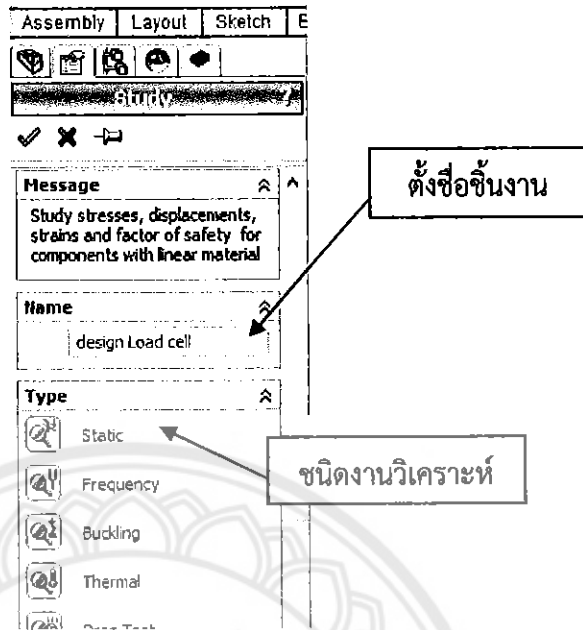 Assembly Layout Sketch E
Study ?
Message
Study stresses, displacements,
strains and factor of safety for
components with linear material
ตั้งชื่อชิ้นงาน
Name
design Load cell
Type
Static
ชนิดงานวิเคราะห์
Frequency
Buckling
Thermal
Drop Test